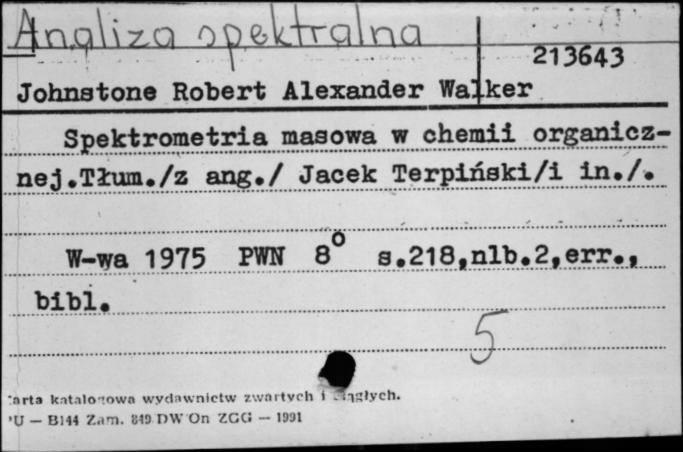 Analiza spektralna
213643
Johnstone Robert Alexander Walker
Spektrometria masowa w chemii organicz-
nej.Tłum./z ang./ Jacek Terpiński/i in./.
W-wa 1975 PWN 8° s.218,nlb.2,err.,
bibl.
5
arta katalogowa wydawnictw zwartych i ciągłych.
U — B144 Zam. 849 DW On ZGG — 1991